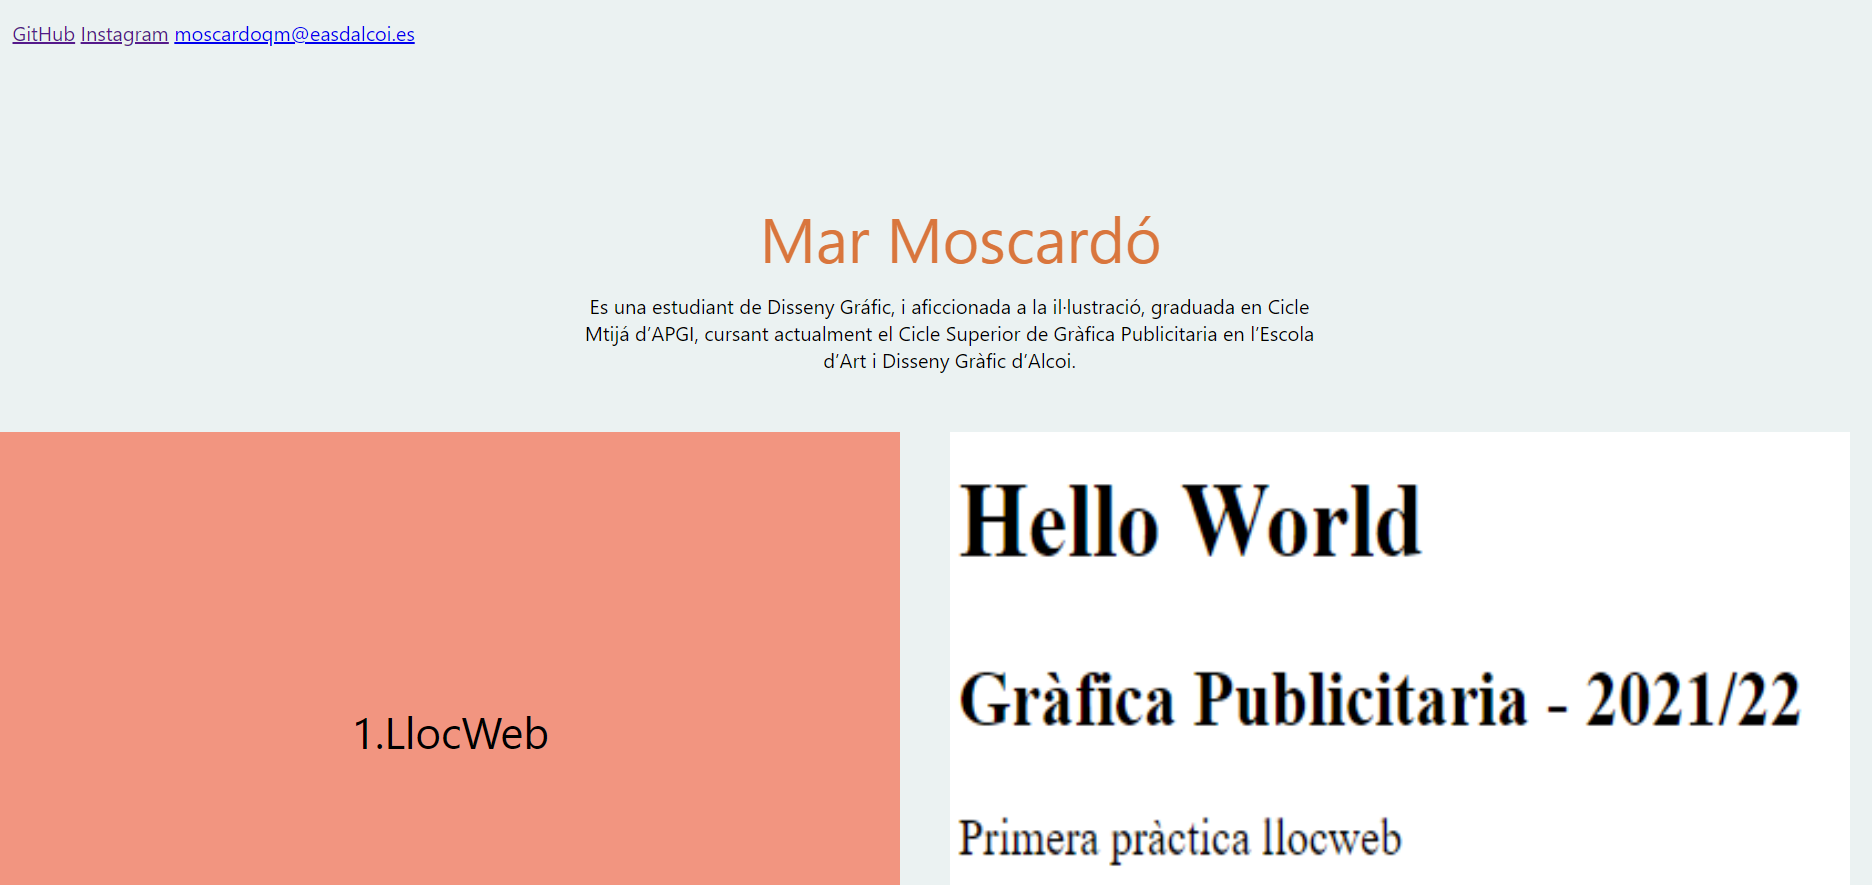 GitHub Instagram moscardoqm@easdalcoi.es
Mar Moscardó
Es una estudiant de Disseny Gráfic, i aficcionada a la il·lustració, graduada en Cicle
Mtijá d’APGI, cursant actualment el Cicle Superior de Gràfica Publicitaria en l’Escola
d’Art i Disseny Gràfic d’Alcoi.
1.LlocWeb
Hello World
Gràfica Publicitaria - 2021/22
Primera pràctica llocweb